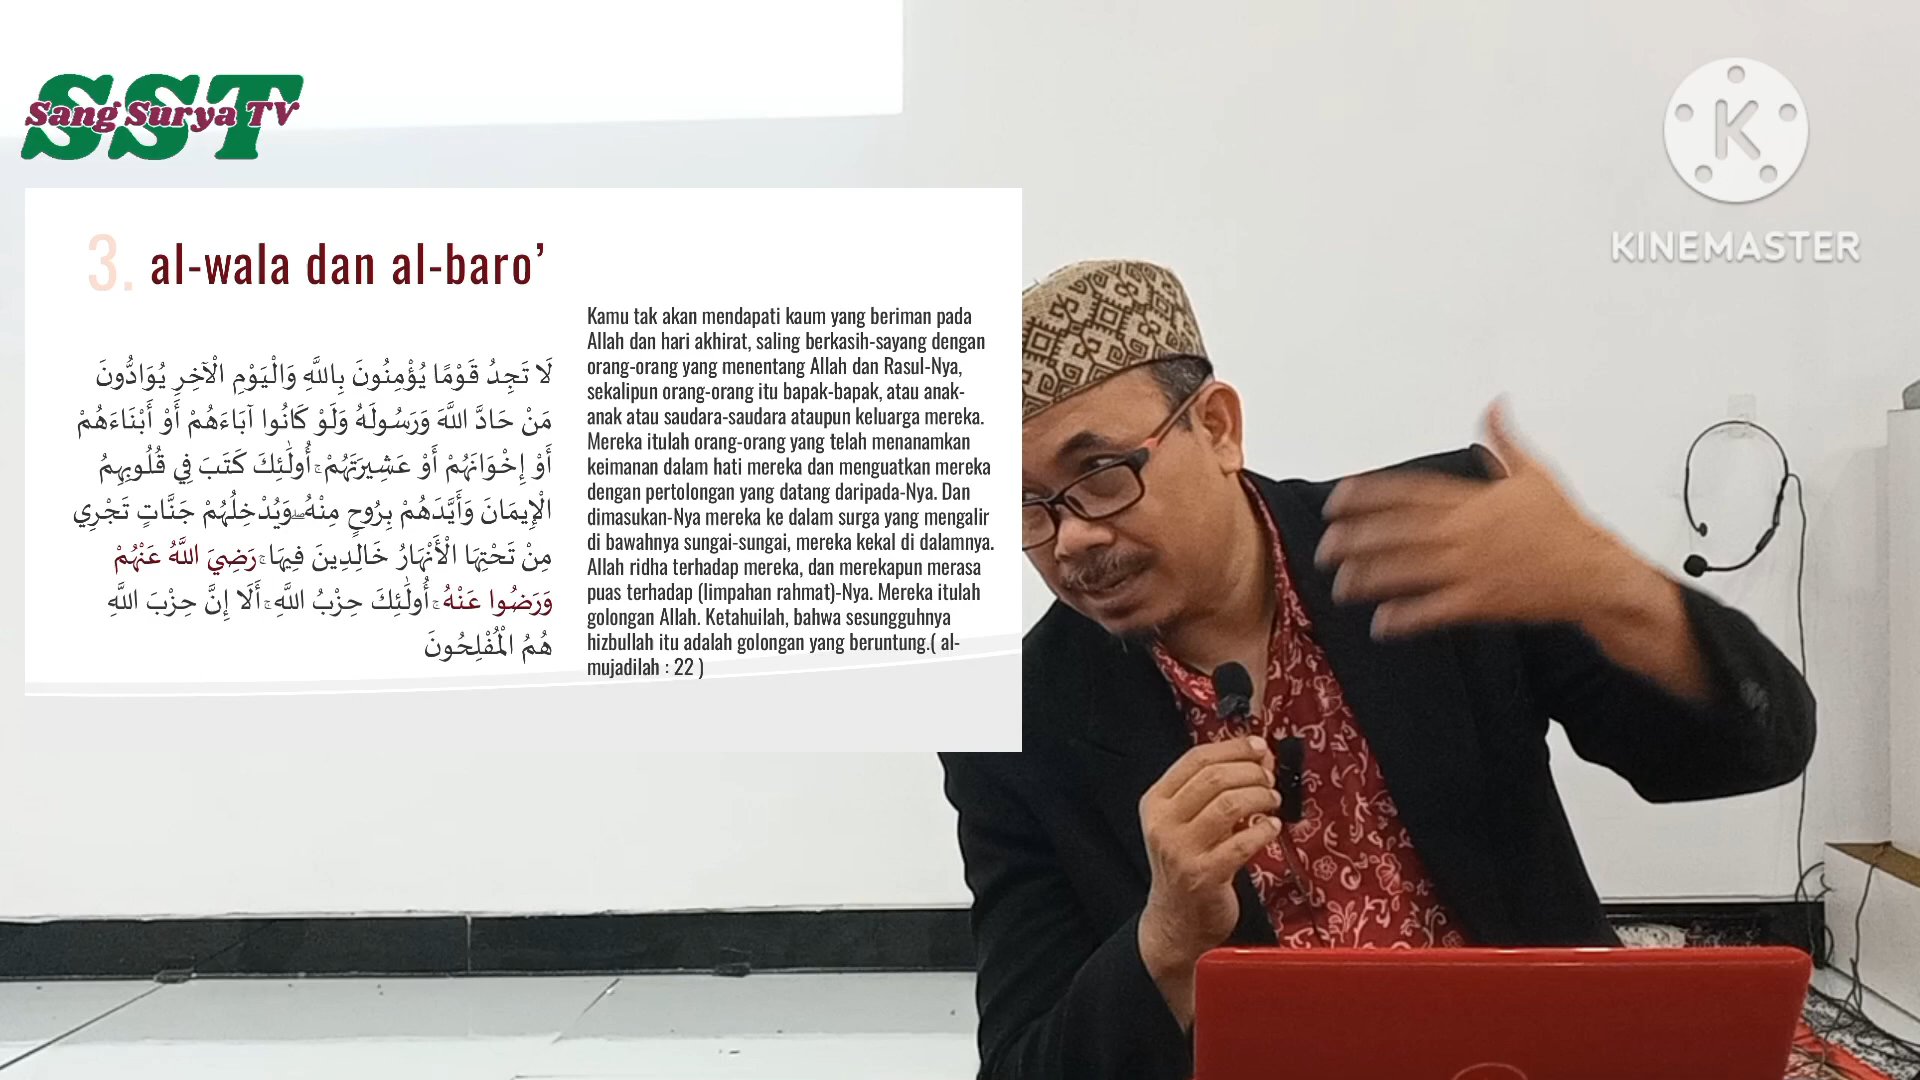 SST
Sang Surya TV
K
KINEMASTER
3. al-wala dan al-baro’
لَا تَجِدُ قَوْمًا يُؤْمِنُونَ بِاللَّهِ وَالْيَوْمِ الْآخِرِ يُوَادُّونَ
مَنْ حَادَّ اللَّهَ وَرَسُولَهُ وَلَوْ كَانُوا آبَاءَهُمْ أَوْ أَبْنَاءَهُمْ
أَوْ إِخْوَانَهُمْ أَوْ عَشِيرَتَهُمْ ۚ أُولَٰئِكَ كَتَبَ فِي قُلُوبِهِمُ
الْإِيمَانَ وَأَيَّدَهُمْ بِرُوحٍ مِنْهُ ۖ وَيُدْخِلُهُمْ جَنَّاتٍ تَجْرِي
مِنْ تَحْتِهَا الْأَنْهَارُ خَالِدِينَ فِيهَا ۚ رَضِيَ اللَّهُ عَنْهُمْ
وَرَضُوا عَنْهُ ۚ أُولَٰئِكَ حِزْبُ اللَّهِ ۚ أَلَا إِنَّ حِزْبَ اللَّهِ
هُمُ الْمُفْلِحُونَ
Kamu tak akan mendapati kaum yang beriman pada
Allah dan hari akhirat, saling berkasih-sayang dengan
orang-orang yang menentang Allah dan Rasul-Nya,
sekalipun orang-orang itu bapak-bapak, atau anak-
anak atau saudara-saudara ataupun keluarga mereka.
Mereka itulah orang-orang yang telah menanamkan
keimanan dalam hati mereka dan menguatkan mereka
dengan pertolongan yang datang daripada-Nya. Dan
dimasukan-Nya mereka ke dalam surga yang mengalir
di bawahnya sungai-sungai, mereka kekal di dalamnya.
Allah ridha terhadap mereka, dan merekapun merasa
puas terhadap (limpahan rahmat)-Nya. Mereka itulah
golongan Allah. Ketahuilah, bahwa sesungguhnya
hizbullah itu adalah golongan yang beruntung.( al-
mujadilah : 22 )